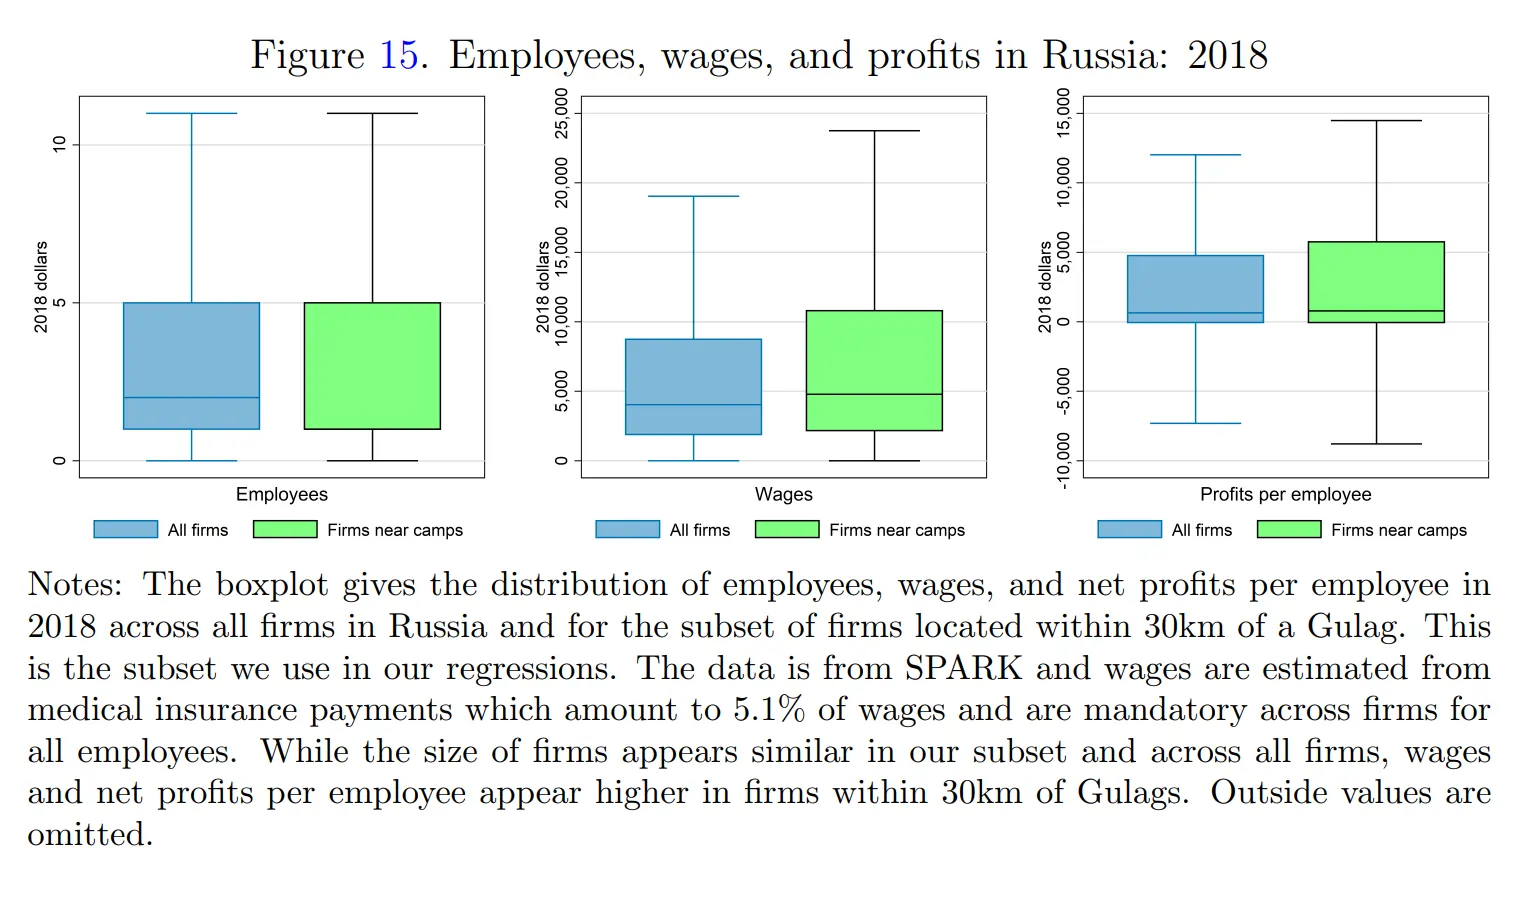 Figure 15. Employees, wages, and profits in Russia: 2018
2018 dollars
10
5
0
Employees
All firms
Firms near camps
2018 dollars
25,000
20,000
15,000
10,000
5,000
0
Wages
All firms
Firms near camps
2018 dollars
15,000
10,000
5,000
0
-5,000
-10,000
Profits per employee
All firms
Firms near camps
Notes: The boxplot gives the distribution of employees, wages, and net profits per employee in
2018 across all firms in Russia and for the subset of firms located within 30km of a Gulag. This
is the subset we use in our regressions. The data is from SPARK and wages are estimated from
medical insurance payments which amount to 5.1% of wages and are mandatory across firms for
all employees. While the size of firms appears similar in our subset and across all firms, wages
and net profits per employee appear higher in firms within 30km of Gulags. Outside values are
omitted.